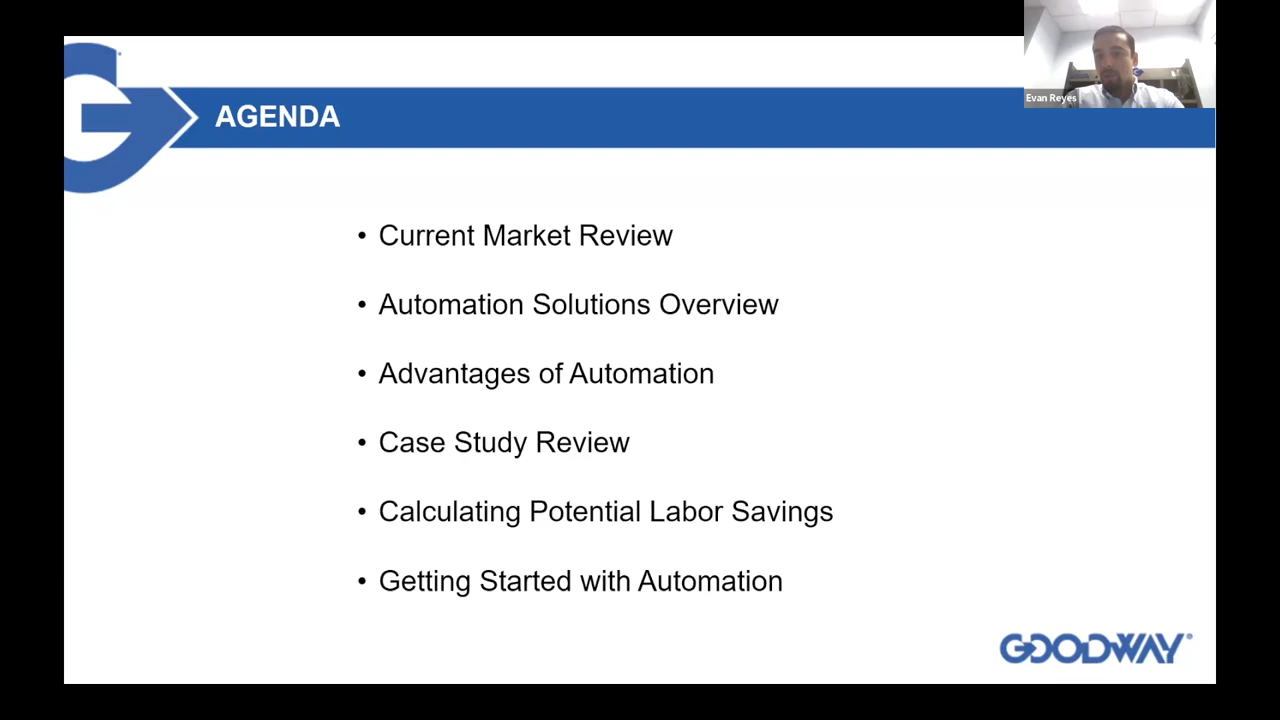 Evan Reyes
AGENDA
• Current Market Review
• Automation Solutions Overview
• Advantages of Automation
• Case Study Review
• Calculating Potential Labor Savings
• Getting Started with Automation
GOODWAY®